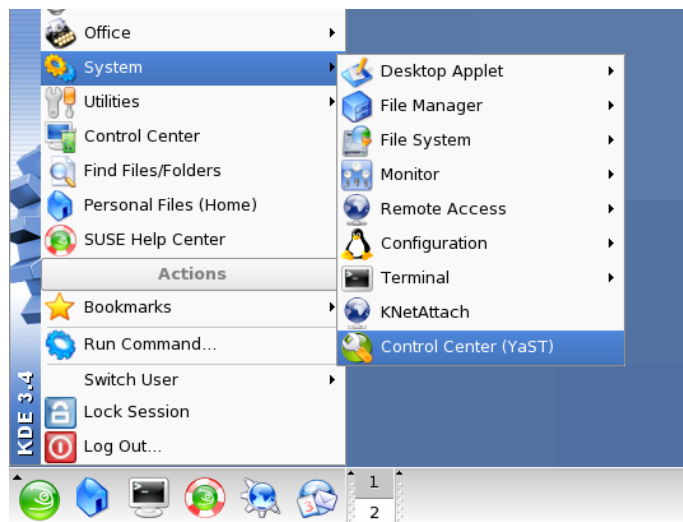 Office
System
Utilities
Control Center
Find Files/Folders
Personal Files (Home)
SUSE Help Center
Actions
Bookmarks
Run Command...
Switch User
Lock Session
Log Out...
KDE 3.4
Desktop Applet
File Manager
File System
Monitor
Remote Access
Configuration
Terminal
KNetAttach
Control Center (YaST)
3
1
2